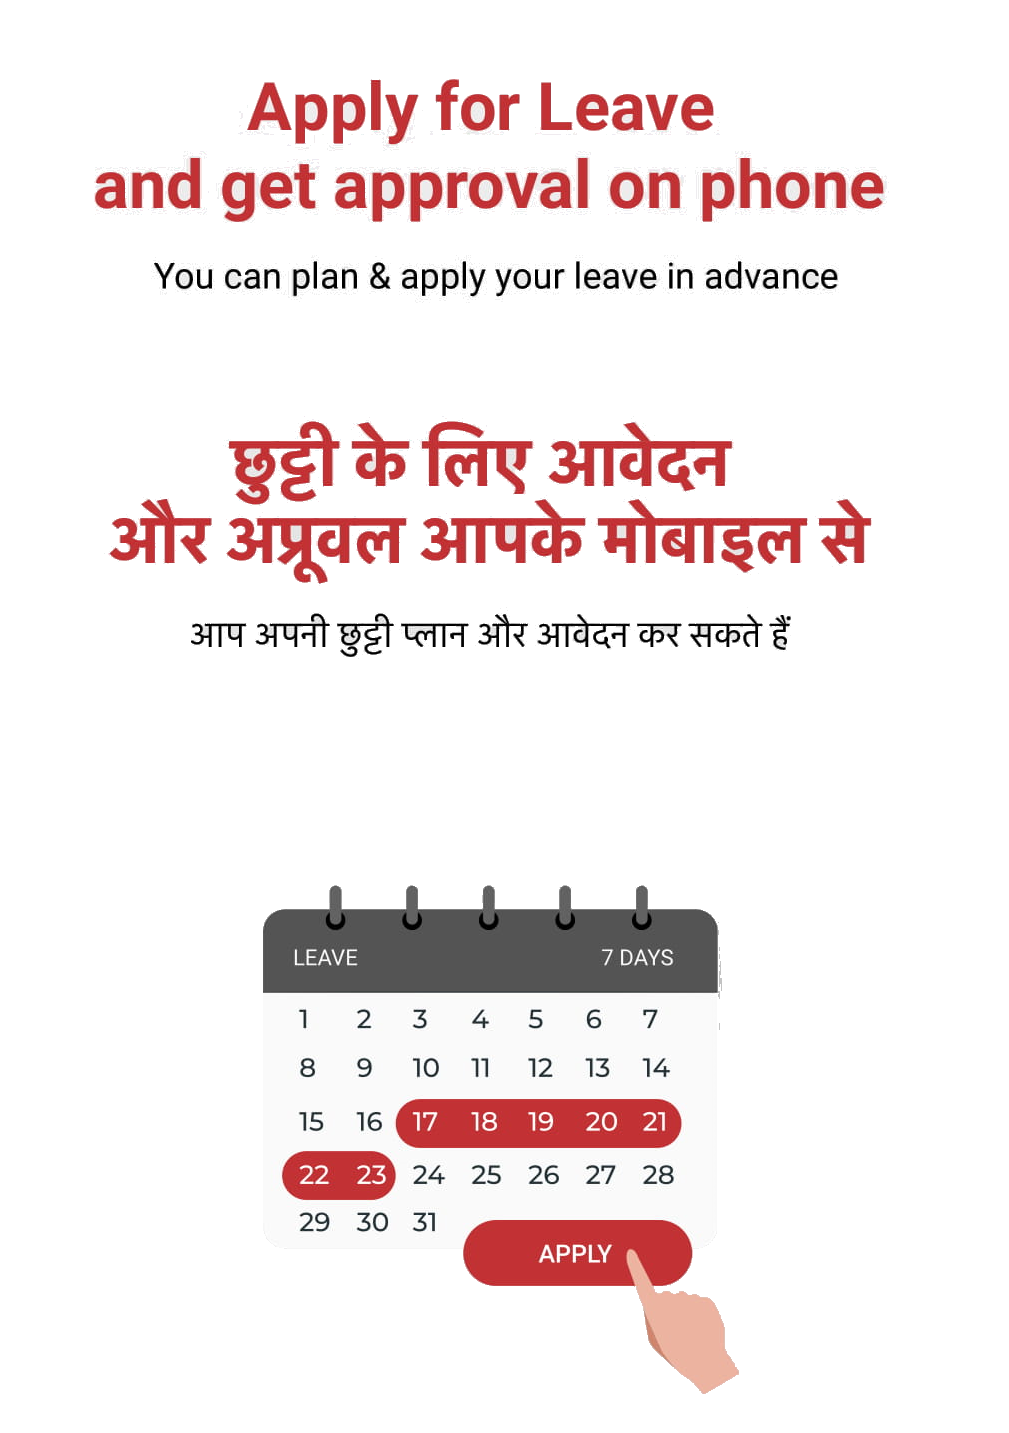 Apply for Leave
and get approval on phone
You can plan & apply your leave in advance
छुट्टी के लिए आवेदन
और अप्रूवल आपके मोबाइल से
आप अपनी छुट्टी प्लान और आवेदन कर सकते हैं
LEAVE 7 DAYS
1 2 3 4 5 6 7
8 9 10 11 12 13 14
15 16 17 18 19 20 21
22 23 24 25 26 27 28
29 30 31
APPLY